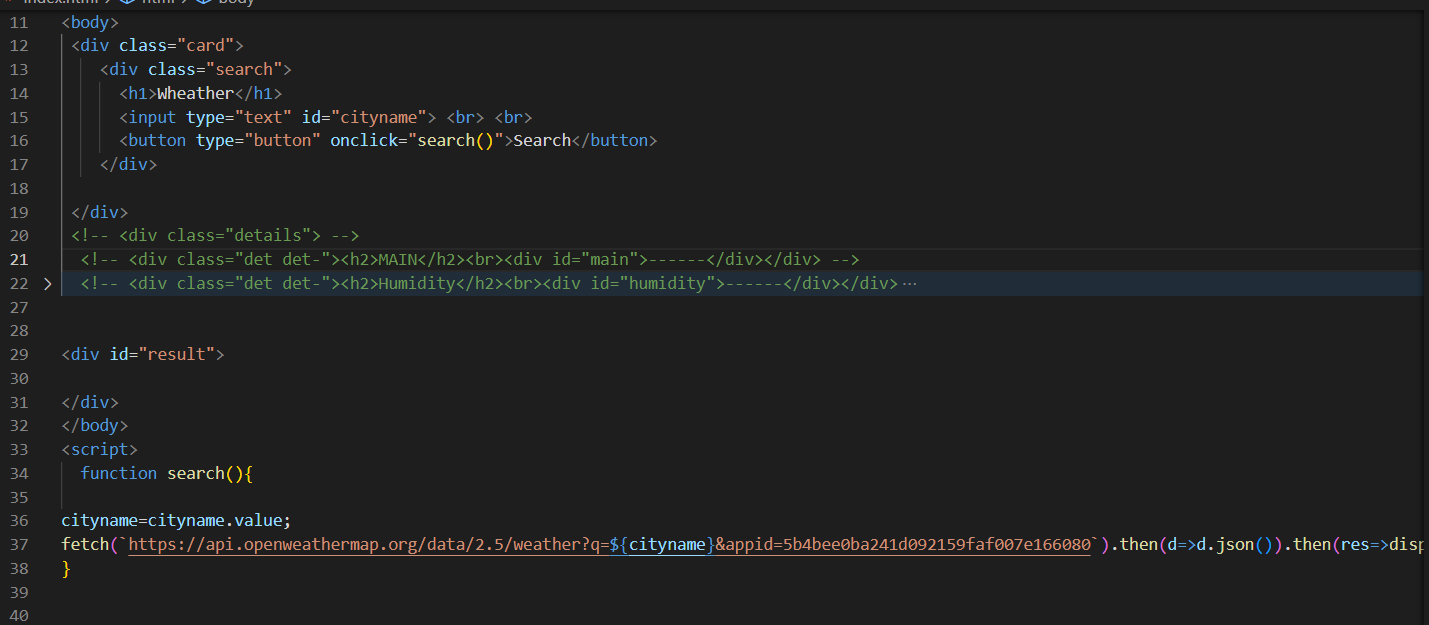 index.html > html > body
11 <body>
12 <div class="card">
13 <div class="search">
14 <h1>Wheather</h1>
15 <input type="text" id="cityname"> <br> <br>
16 <button type="button" onclick="search()">Search</button>
17 </div>
18
19 </div>
20 <!-- <div class="details"> -->
21 <!-- <div class="det det-"><h2>MAIN</h2><br><div id="main">------</div></div> -->
22 > <!-- <div class="det det-"><h2>Humidity</h2><br><div id="humidity">------</div></div>···
27
28
29 <div id="result">
30
31 </div>
32 </body>
33 <script>
34 function search(){
35
36 cityname=cityname.value;
37 fetch(`https://api.openweathermap.org/data/2.5/weather?q=${cityname}&appid=5b4bee0ba241d092159faf007e166080`).then(d=>d.json()).then(res=>disp
38 }
39
40